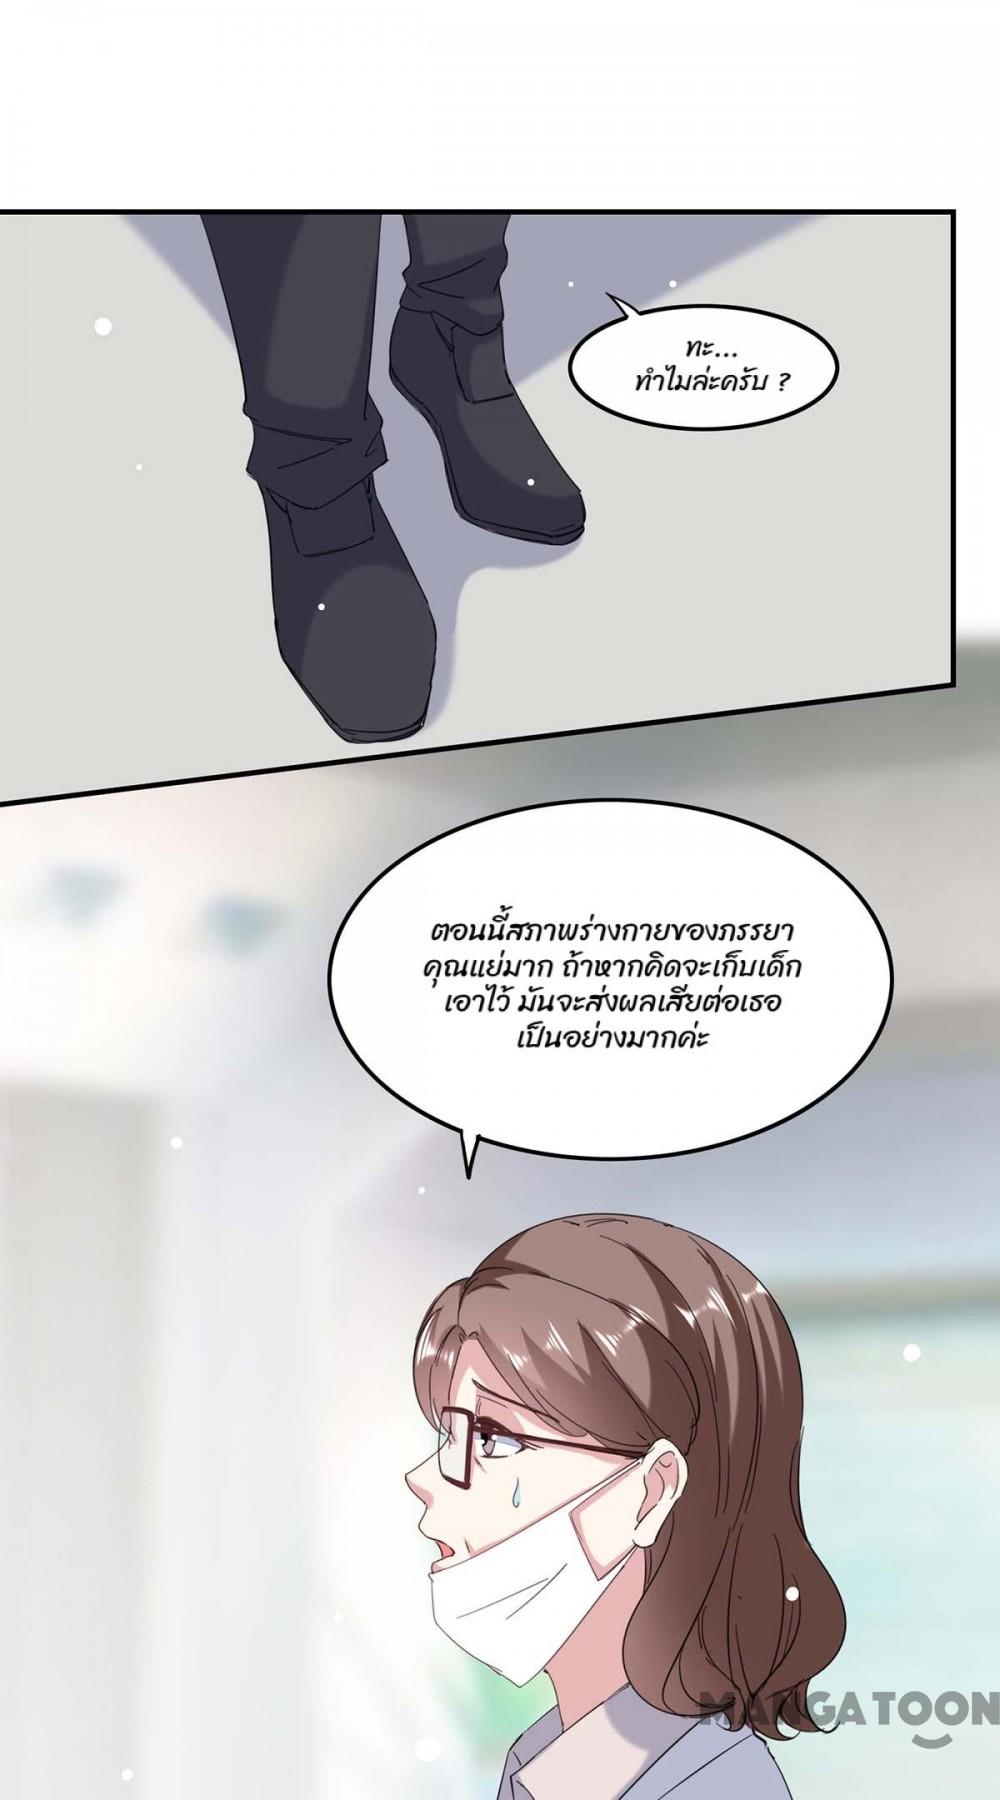 ทะ...
ทำไมล่ะครับ ?
ตอนนี้สภาพร่างกายของภรรยา
คุณแย่มาก ถ้าหากคิดจะเก็บเด็ก
เอาไว้ มันจะส่งผลเสียต่อเธอ
เป็นอย่างมากค่ะ
MANGATOON